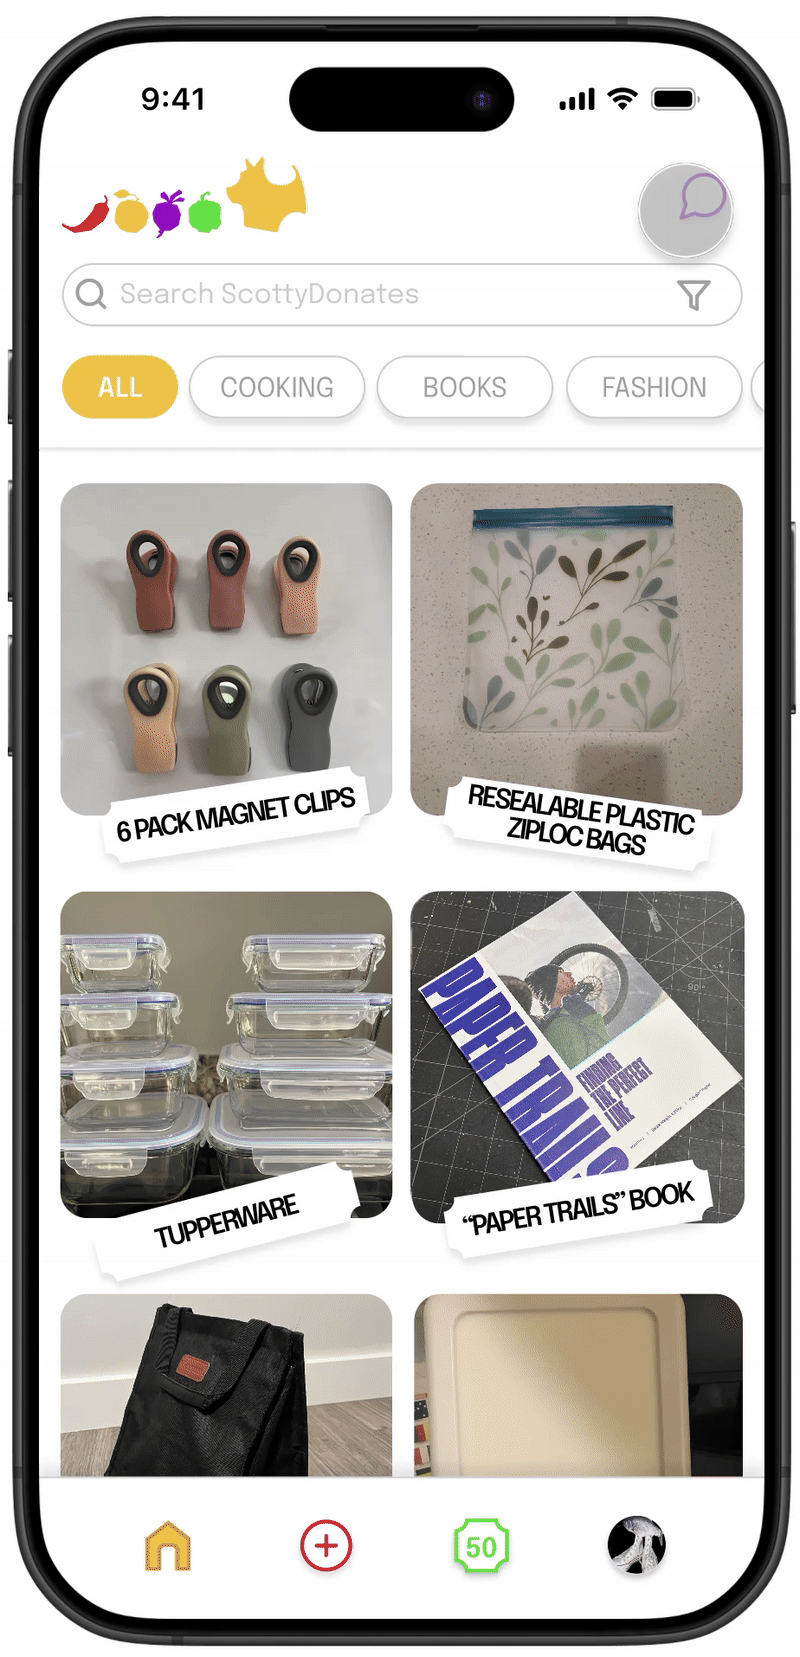 9:41
Search ScottyDonates
ALL
COOKING
BOOKS
FASHION
6 PACK MAGNET CLIPS
RESEALABLE PLASTIC
ZIPLOC BAGS
90°
PAPER TRAILS
FINDING
THE PERFECT
LINE
TUPPERWARE
“PAPER TRAILS” BOOK
50